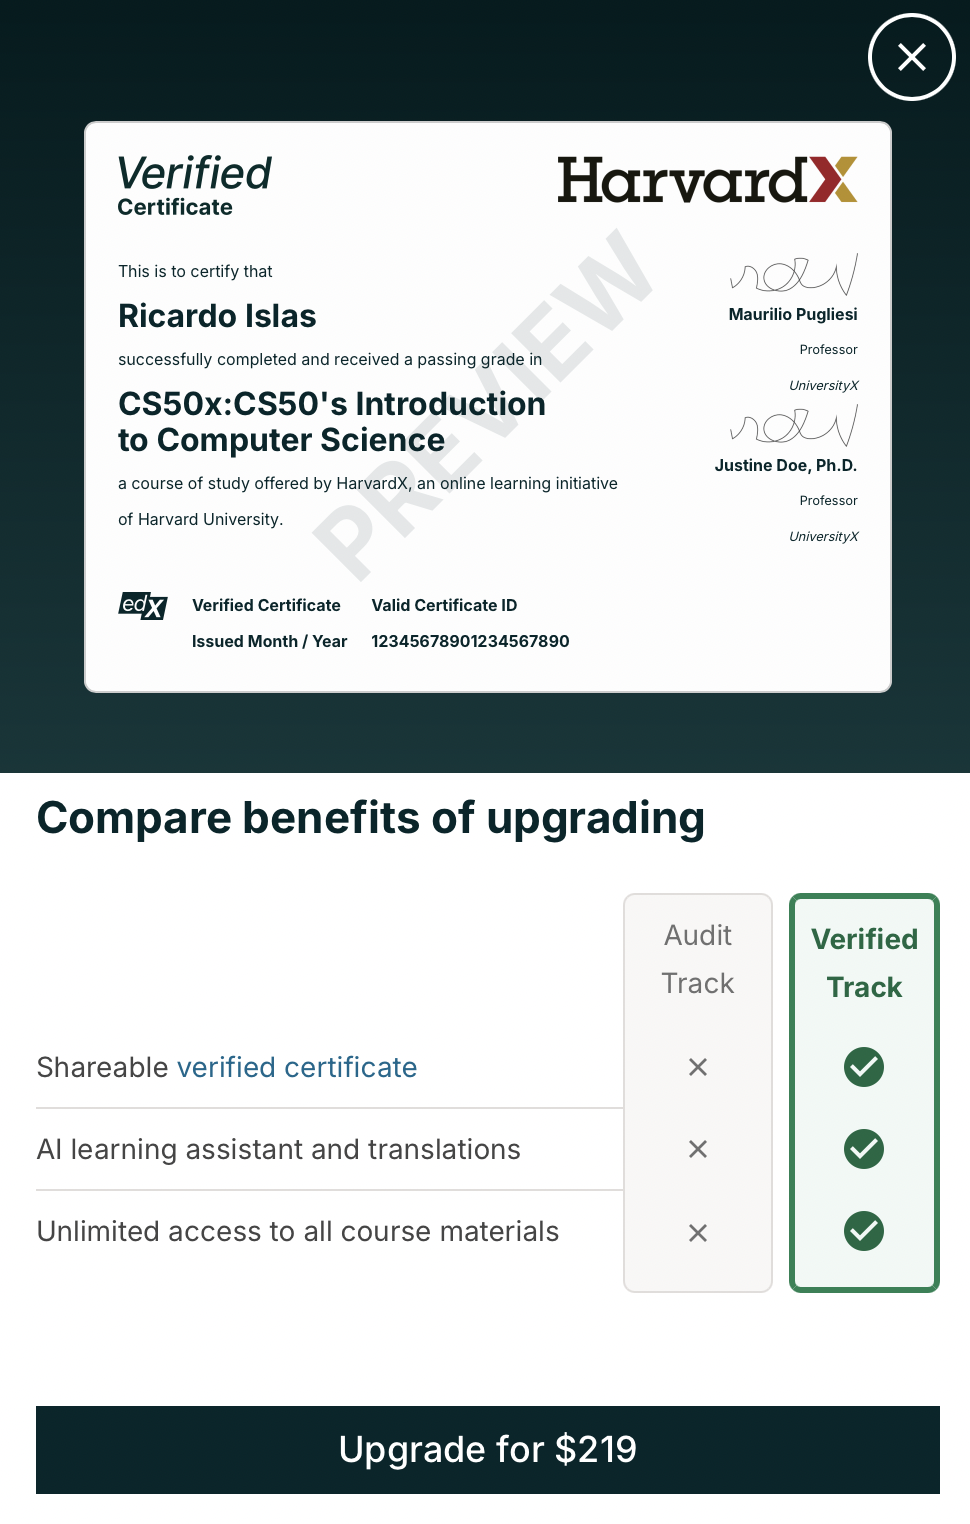 Verified
Certificate
HarvardX
This is to certify that
Ricardo Islas
successfully completed and received a passing grade in
CS50x:CS50's Introduction
to Computer Science
a course of study offered by HarvardX, an online learning initiative
of Harvard University.
PREVIEW
Maurilio Pugliesi
Professor
UniversityX
Justine Doe, Ph.D.
Professor
UniversityX
edX
Verified Certificate
Issued Month / Year
Valid Certificate ID
12345678901234567890
Compare benefits of upgrading
Audit
Track
Verified
Track
Shareable verified certificate
AI learning assistant and translations
Unlimited access to all course materials
Upgrade for $219